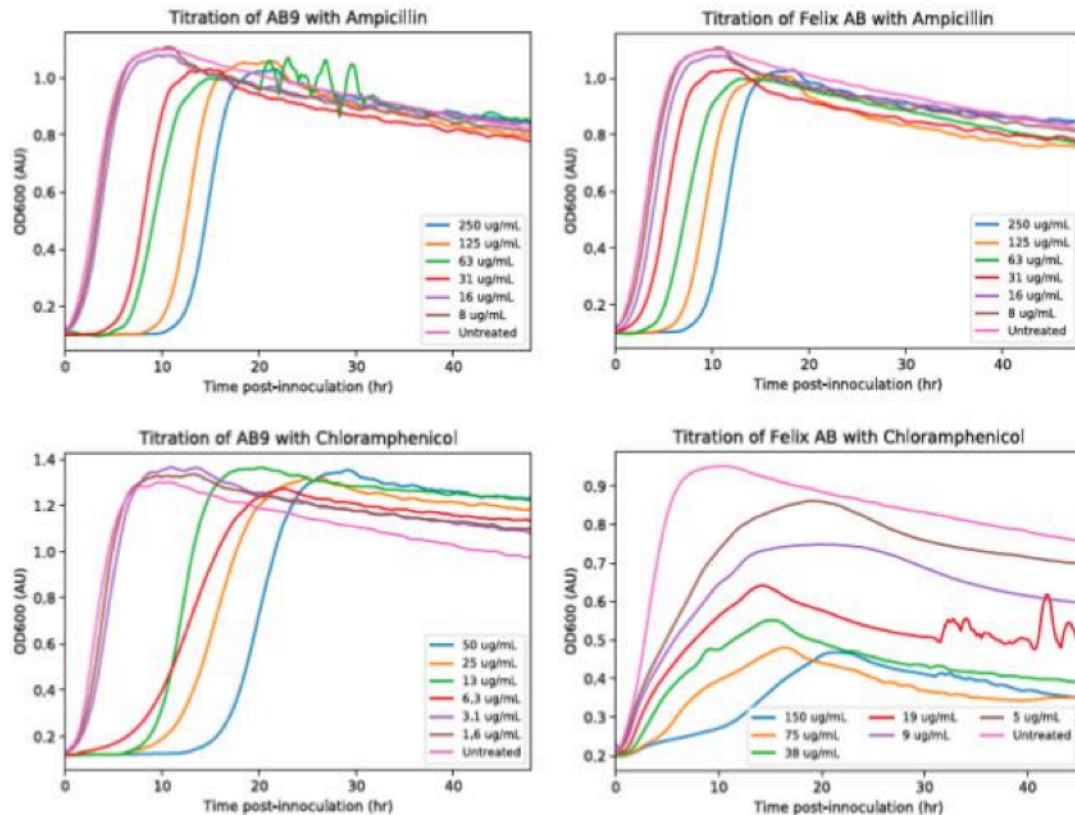 Titration of AB9 with Ampicillin
OD600 (AU)
1.0
0.8
0.6
0.4
0.2
250 ug/mL
125 ug/mL
63 ug/mL
31 ug/mL
16 ug/mL
8 ug/mL
Untreated
0 10 20 30 40
Time post-innoculation (hr)
Titration of Felix AB with Ampicillin
OD600 (AU)
1.0
0.8
0.6
0.4
0.2
250 ug/mL
125 ug/mL
63 ug/mL
31 ug/mL
16 ug/mL
8 ug/mL
Untreated
0 10 20 30 40
Time post-innoculation (hr)
Titration of AB9 with Chloramphenicol
OD600 (AU)
1.4
1.2
1.0
0.8
0.6
0.4
0.2
50 ug/mL
25 ug/mL
13 ug/mL
6.3 ug/mL
3.1 ug/mL
1.6 ug/mL
Untreated
0 10 20 30 40
Time post-innoculation (hr)
Titration of Felix AB with Chloramphenicol
OD600 (AU)
0.9
0.8
0.7
0.6
0.5
0.4
0.3
0.2
150 ug/mL 19 ug/mL 5 ug/mL
75 ug/mL 9 ug/mL Untreated
38 ug/mL
0 10 20 30 40
Time post-innoculation (hr)